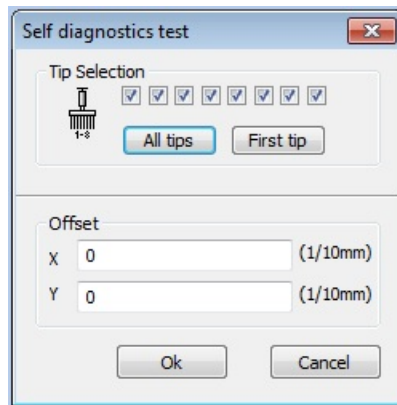 Self diagnostics test
Tip Selection
1-8
All tips First tip
Offset
X 0 (1/10mm)
Y 0 (1/10mm)
Ok Cancel